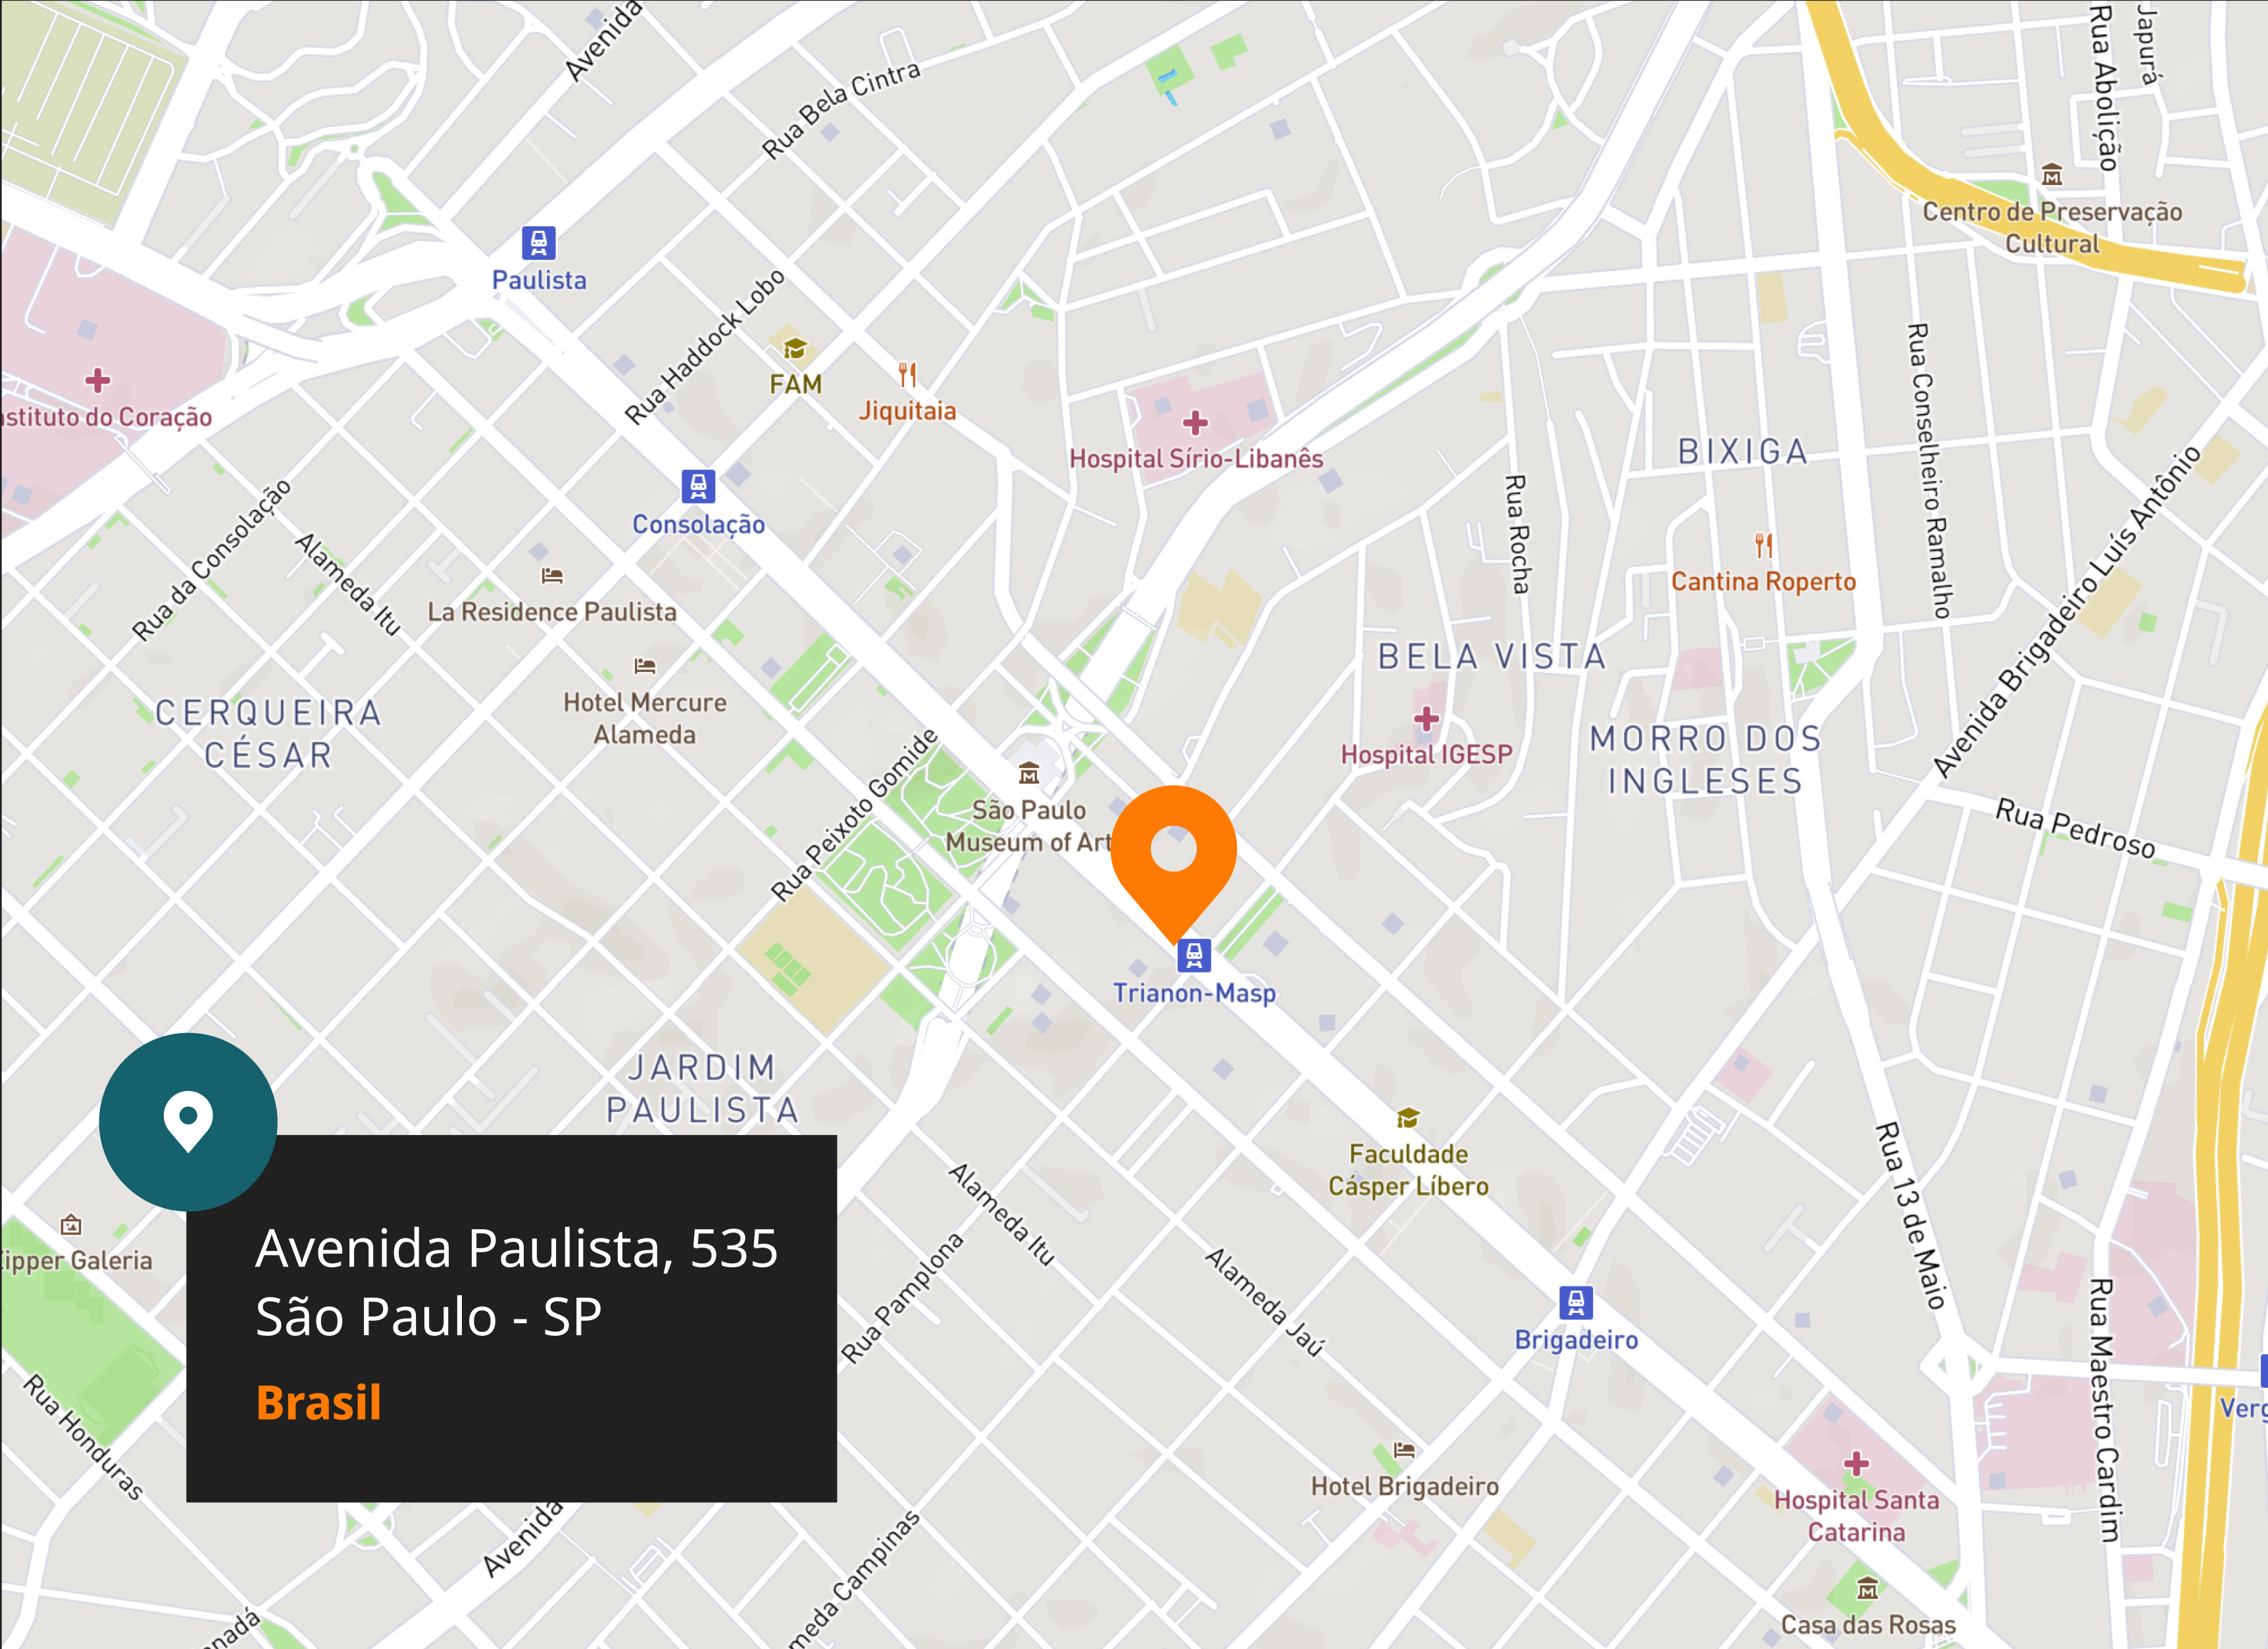 Avenida
Rua Bela Cintra
Rua Abolição
Japurá
Centro de Preservação
Cultural
Paulista
Rua Haddock Lobo
FAM
Jiquitaia
Instituto do Coração
Hospital Sírio-Libanês
BIXIGA
Rua Conselheiro Ramalho
Avenida Brigadeiro Luís Antônio
Consolação
Rua da Consolação
Alameda Itu
Rua Rocha
Cantina Roperto
La Residence Paulista
BELA VISTA
CERQUEIRA
CÉSAR
Hotel Mercure
Alameda
Hospital IGESP
MORRO DOS
INGLESES
Rua Peixoto Gomide
São Paulo
Museum of Art
Rua Pedroso
Trianon-Masp
JARDIM
PAULISTA
Faculdade
Cásper Líbero
Rua 13 de Maio
Alameda Itu
Rua Pamplona
Alameda Jaú
Zipper Galeria
Avenida Paulista, 535
São Paulo - SP
Brasil
Brigadeiro
Rua Maestro Cardim
Verg
Rua Honduras
Hotel Brigadeiro
Hospital Santa
Catarina
Avenida
meda Campinas
anadá
Casa das Rosas